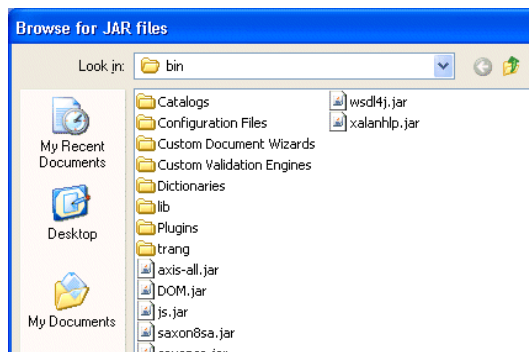 Browse for JAR files
Look in: bin
My Recent Documents
Desktop
My Documents
Catalogs
Configuration Files
Custom Document Wizards
Custom Validation Engines
Dictionaries
lib
Plugins
trang
axis-all.jar
DOM.jar
js.jar
saxon8sa.jar
wsdl4j.jar
xalanhlp.jar